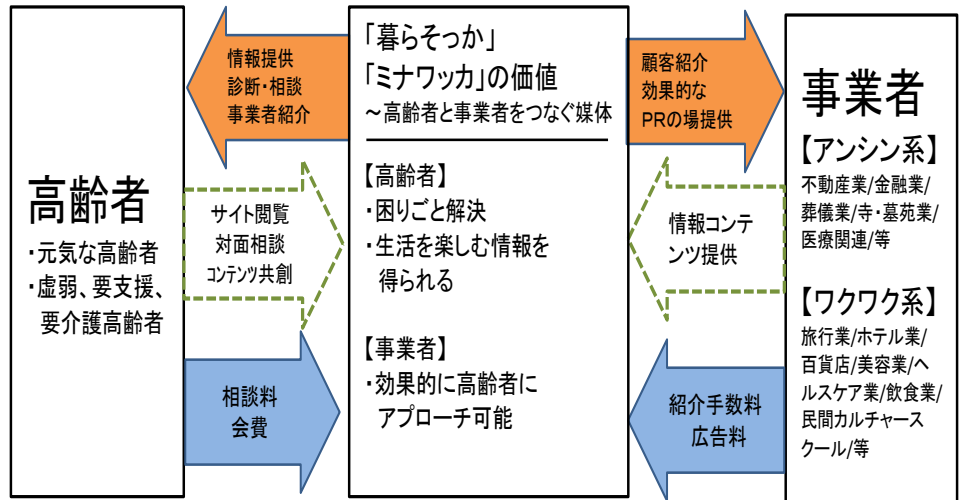 高齢者
・元気な高齢者
・虚弱、要支援、
要介護高齢者
情報提供
診断・相談
事業者紹介
サイト閲覧
対面相談
コンテンツ共創
相談料
会費
「暮らそっか」
「ミナワッカ」の価値
～高齢者と事業者をつなぐ媒体
【高齢者】
・困りごと解決
・生活を楽しむ情報を
得られる
【事業者】
・効果的に高齢者に
アプローチ可能
顧客紹介
効果的な
PRの場提供
情報コンテ
ンツ提供
紹介手数料
広告料
事業者
【アンシン系】
不動産業/金融業/
葬儀業/寺・墓苑業/
医療関連/等
【ワクワク系】
旅行業/ホテル業/
百貨店/美容業/ヘ
ルスケア業/飲食業/
民間カルチャース
クール/等